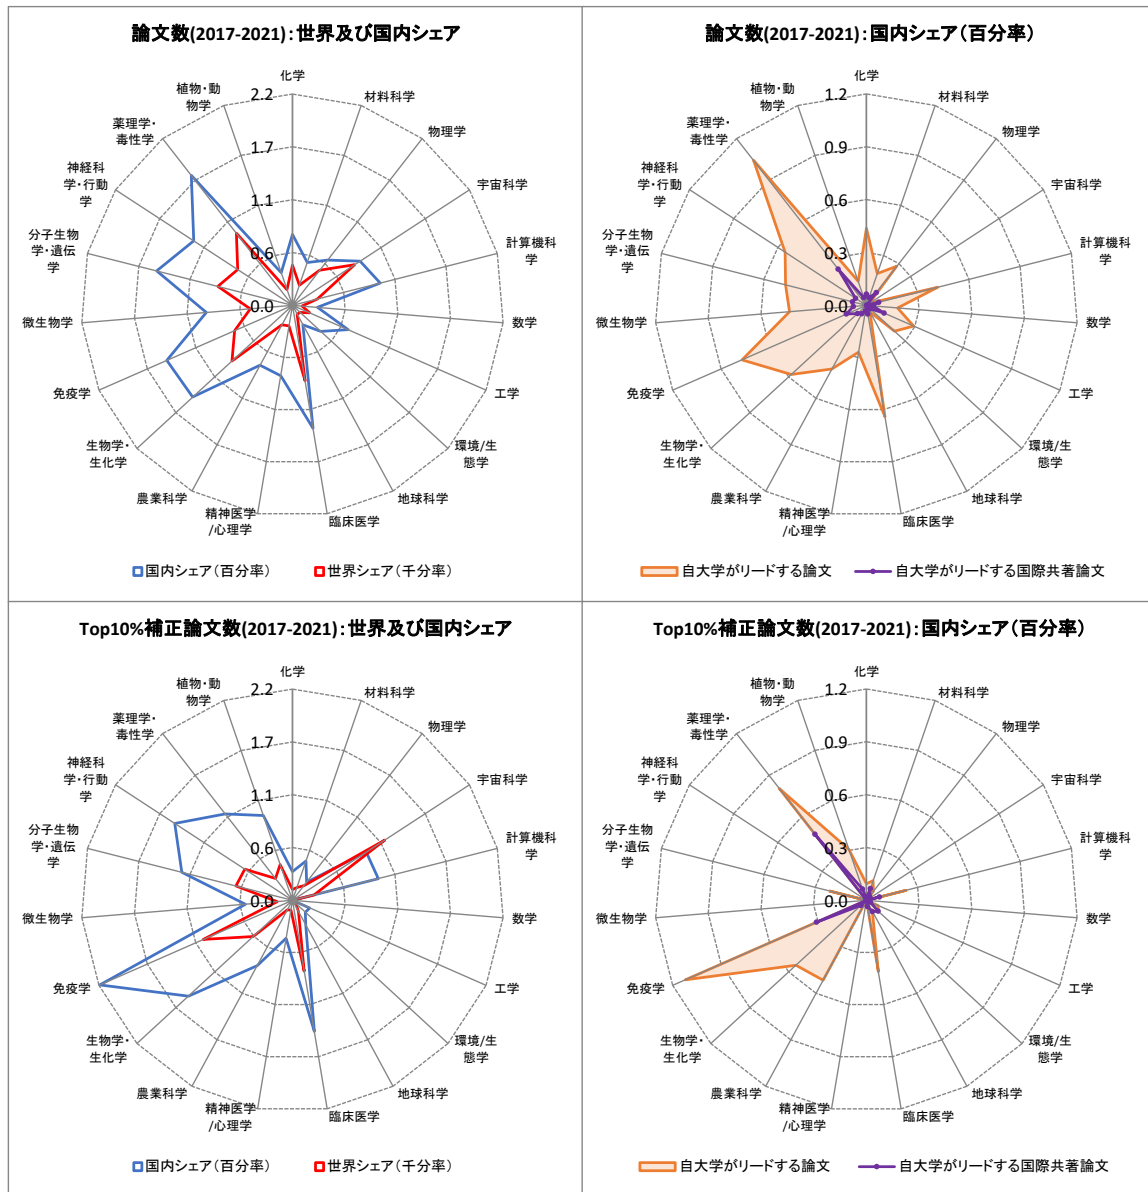 論文数(2017-2021)：世界及び国内シェア
化学
材料科学
物理学
宇宙科学
計算機科
学
数学
工学
環境/生
態学
地球科学
臨床医学
精神医学
/心理学
農業科学
生物学・
生化学
免疫学
微生物学
分子生物
学・遺伝
学
神経科
学・行動
学
薬理学・
毒性学
植物・動
物学
2.2
1.7
1.1
0.6
0.0
国内シェア（百分率）
世界シェア（千分率）
論文数(2017-2021)：国内シェア（百分率）
化学
材料科学
物理学
宇宙科学
計算機科
学
数学
工学
環境/生
態学
地球科学
臨床医学
精神医学
/心理学
農業科学
生物学・
生化学
免疫学
微生物学
分子生物
学・遺伝
学
神経科
学・行動
学
薬理学・
毒性学
植物・動
物学
1.2
0.9
0.6
0.3
0.0
自大学がリードする論文
自大学がリードする国際共著論文
Top10%補正論文数(2017-2021)：世界及び国内シェア
化学
材料科学
物理学
宇宙科学
計算機科
学
数学
工学
環境/生
態学
地球科学
臨床医学
精神医学
/心理学
農業科学
生物学・
生化学
免疫学
微生物学
分子生物
学・遺伝
学
神経科
学・行動
学
薬理学・
毒性学
植物・動
物学
2.2
1.7
1.1
0.6
0.0
国内シェア（百分率）
世界シェア（千分率）
Top10%補正論文数(2017-2021)：国内シェア（百分率）
化学
材料科学
物理学
宇宙科学
計算機科
学
数学
工学
環境/生
態学
地球科学
臨床医学
精神医学
/心理学
農業科学
生物学・
生化学
免疫学
微生物学
分子生物
学・遺伝
学
神経科
学・行動
学
薬理学・
毒性学
植物・動
物学
1.2
0.9
0.6
0.3
0.0
自大学がリードする論文
自大学がリードする国際共著論文